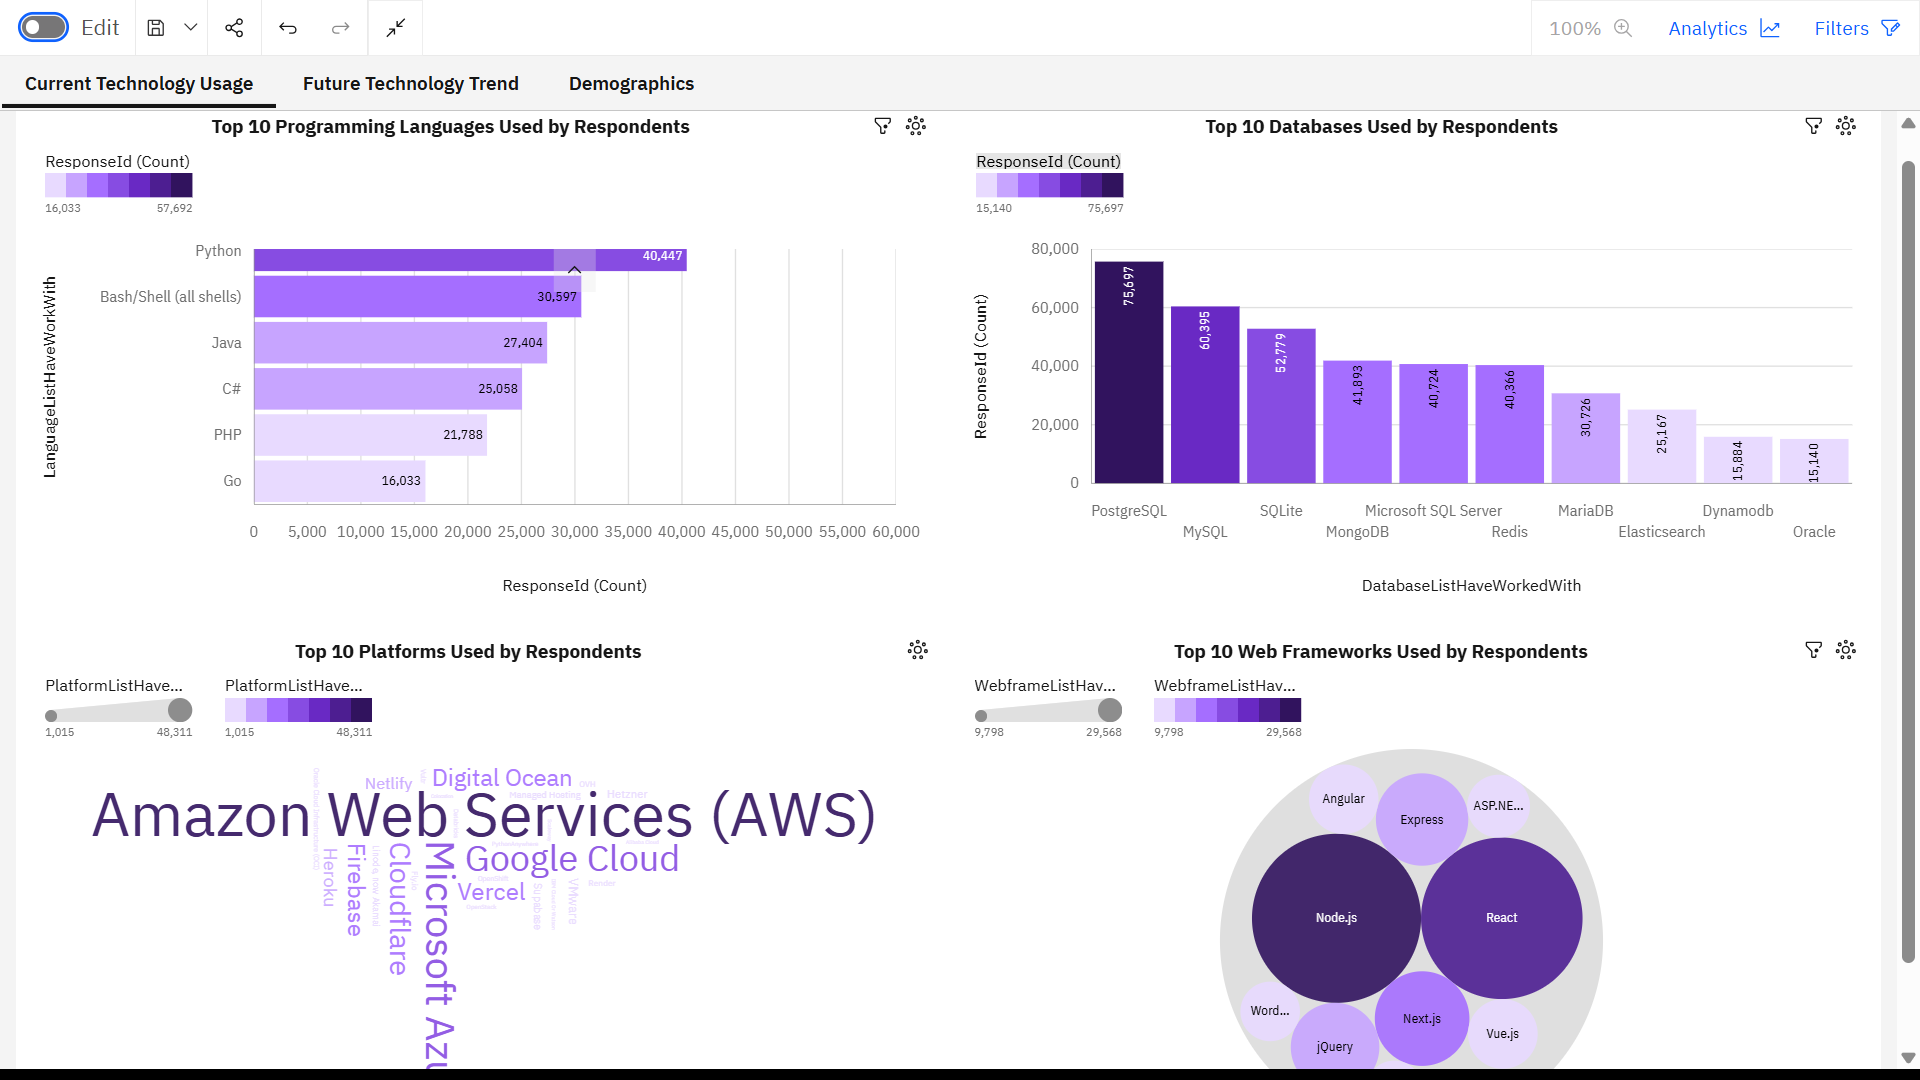 Edit
100%
Analytics
Filters
Current Technology Usage
Future Technology Trend
Demographics
Top 10 Programming Languages Used by Respondents
ResponseId (Count)
16,033
57,692
LanguageListHaveWorkWith
Python
40,447
Bash/Shell (all shells)
30,597
Java
27,404
C#
25,058
PHP
21,788
Go
16,033
0 5,000 10,000 15,000 20,000 25,000 30,000 35,000 40,000 45,000 50,000 55,000 60,000
ResponseId (Count)
Top 10 Databases Used by Respondents
ResponseId (Count)
15,140
75,697
ResponseId (Count)
80,000
60,000
40,000
20,000
0
75,697
60,395
52,779
41,893
40,724
40,366
30,726
25,167
15,884
15,140
PostgreSQL
MySQL
SQLite
MongoDB
Microsoft SQL Server
Redis
MariaDB
Elasticsearch
Dynamodb
Oracle
DatabaseListHaveWorkedWith
Top 10 Platforms Used by Respondents
PlatformListHave...
1,015
48,311
PlatformListHave...
1,015
48,311
Netlify
Digital Ocean
OVH
Managed Hosting
Hetzner
Amazon Web Services (AWS)
Heroku
Firebase
Cloudflare
Microsoft Azu
Google Cloud
Vercel
Supabase
VMware
Render
Top 10 Web Frameworks Used by Respondents
WebframeListHav...
9,798
29,568
WebframeListHav...
9,798
29,568
Angular
Express
ASP.NE...
Node.js
React
Word...
Next.js
Vue.js
jQuery